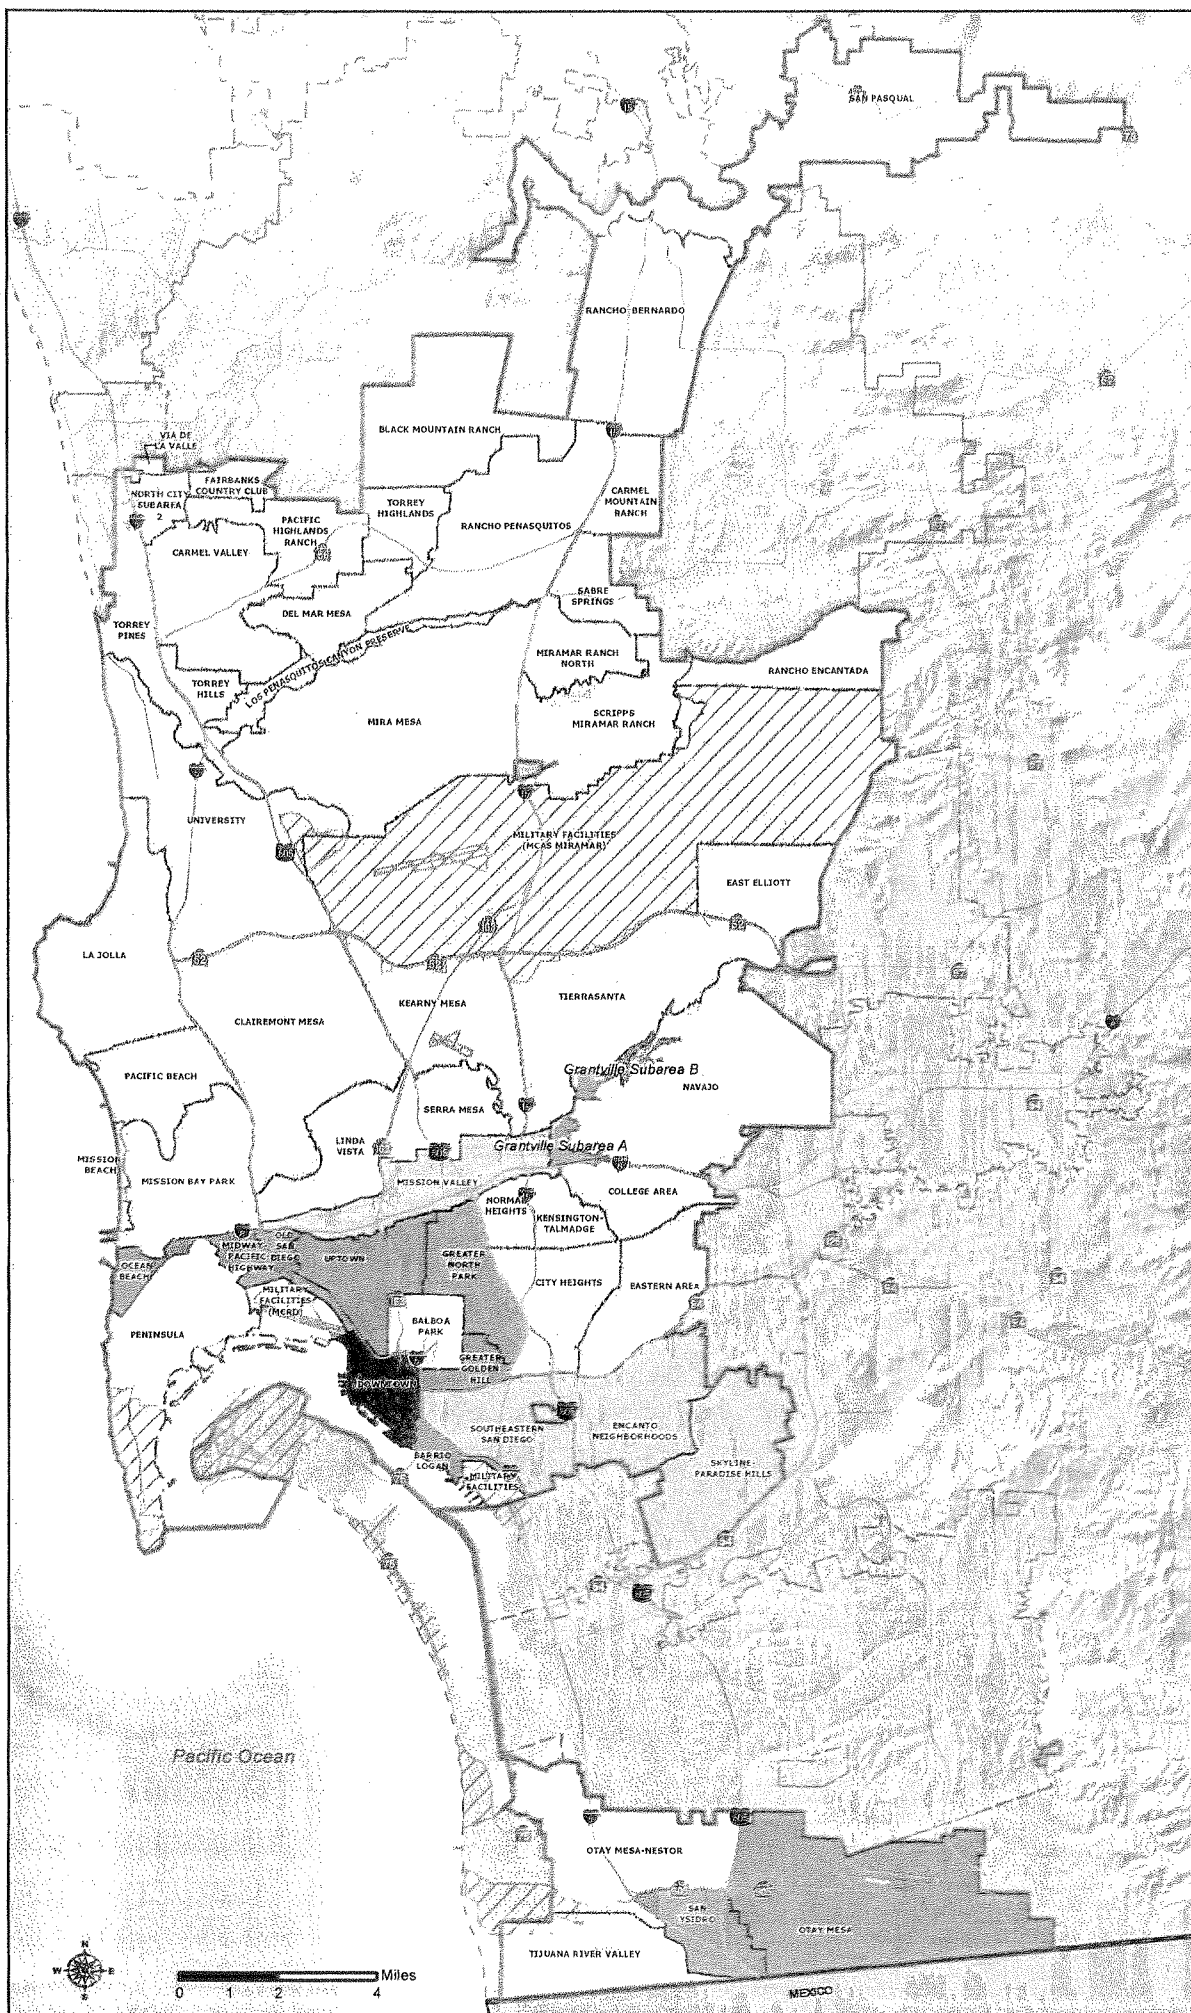 SAN PASQUAL
RANCHO BERNARDO
BLACK MOUNTAIN RANCH
VIA DE
LA VALLE
FAIRBANKS
COUNTRY CLUB
NORTH CITY
SUBAREA
2
TORREY
HIGHLANDS
CARMEL
MOUNTAIN
RANCH
PACIFIC
HIGHLANDS
RANCH
RANCHO PENASQUITOS
CARMEL VALLEY
SABRE
SPRINGS
DEL MAR MESA
TORREY
PINES
LOS PENASQUITOS CANYON PRESERVE
MIRAMAR RANCH
NORTH
RANCHO ENCANTADA
TORREY
HILLS
MIRA MESA
SCRIPPS
MIRAMAR RANCH
UNIVERSITY
MILITARY FACILITIES
(MCAS MIRAMAR)
EAST ELLIOTT
52
52
LA JOLLA
KEARNY MESA
TIERRASANTA
CLAIREMONT MESA
PACIFIC BEACH
Grantville Subarea B
NAVAJO
SERRA MESA
LINDA
VISTA
Grantville Subarea A
MISSION
BEACH
MISSION BAY PARK
MISSION VALLEY
COLLEGE AREA
NORMAL
HEIGHTS
KENSINGTON-
TALMADGE
OLD
SAN
DIEGO
MIDWAY-
PACIFIC
HIGHWAY
UPTOWN
GREATER
NORTH
PARK
OCEAN
BEACH
CITY HEIGHTS
EASTERN AREA
MILITARY
FACILITIES
(MCRD)
PENINSULA
BALBOA
PARK
GREATER
GOLDEN
HILL
DOWNTOWN
SOUTHEASTERN
SAN DIEGO
ENCANTO
NEIGHBORHOODS
BARRIO
LOGAN
SKYLINE-
PARADISE HILLS
MILITARY
FACILITIES
Pacific Ocean
OTAY MESA-NESTOR
SAN
YSIDRO
OTAY MESA
TIJUANA RIVER VALLEY
MEXICO
N
W E
S
Miles
0 1 2 4